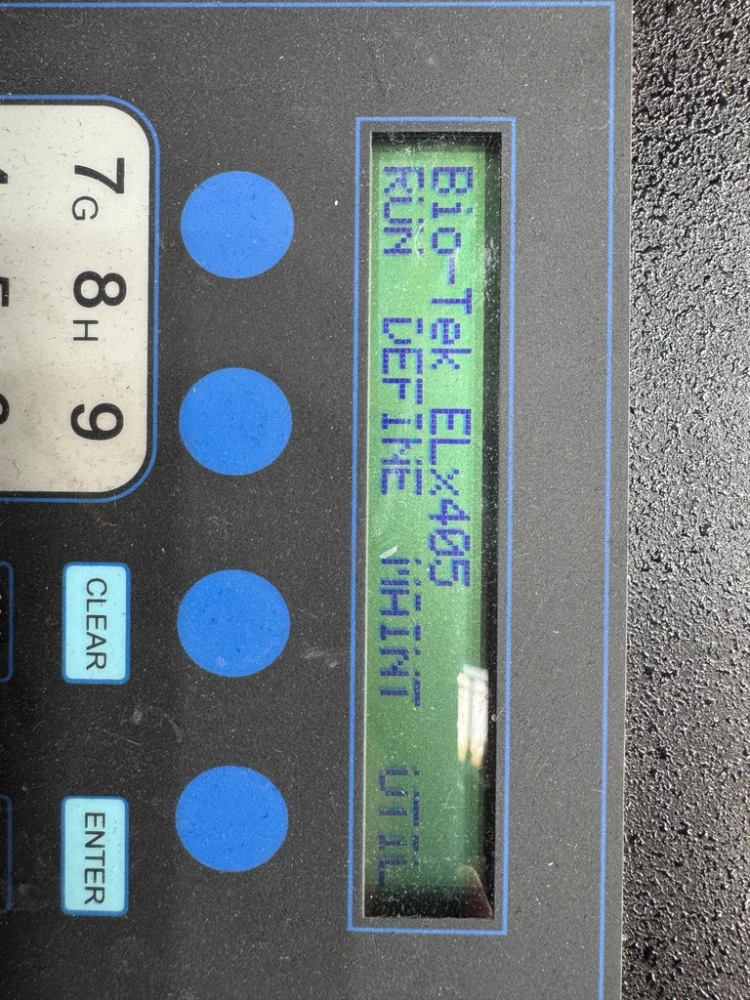 Bio-Tek ELx405
RUN DEFINE MAINT UTIL
7 8 9
G H
CLEAR
ENTER